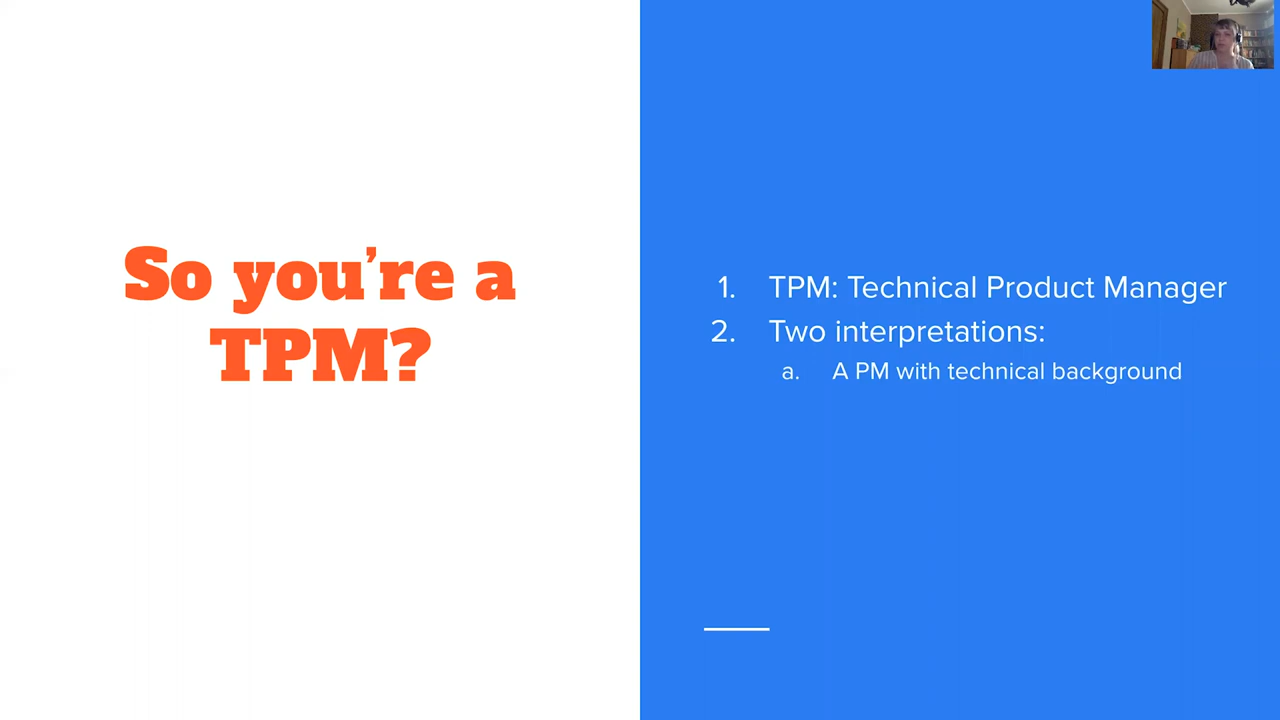 So you're a
TPM?
1. TPM: Technical Product Manager
2. Two interpretations:
a. A PM with technical background